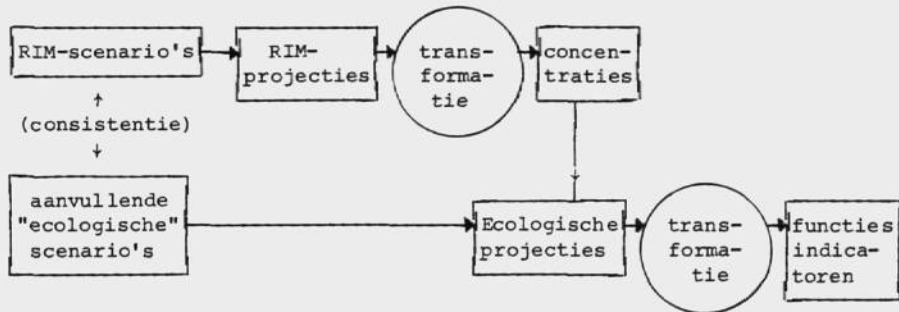 RIM-scenario's
RIM-
projecties
trans-
forma-
tie
concen-
traties
(consistentie)
aanvullende
"ecologische"
scenario's
Ecologische
projecties
trans-
forma-
tie
functies
indica-
toren